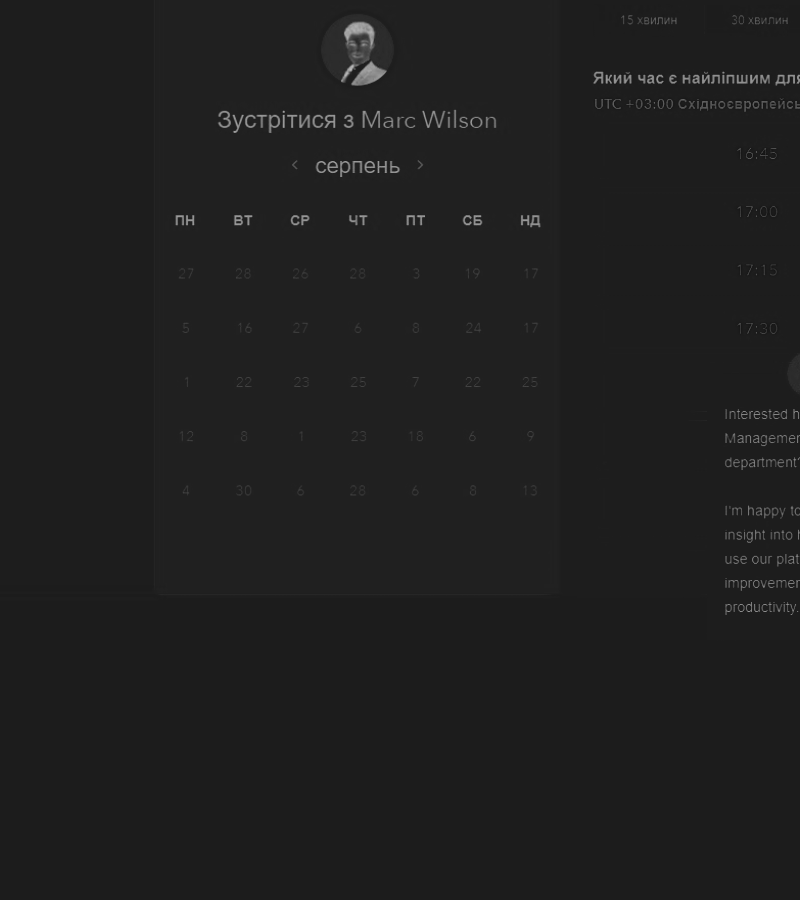 Зустрітися з Marc Wilson
< серпень >
ПН ВТ СР ЧТ ПТ СБ НД
27 28 26 28 3 19 17
5 16 27 6 8 24 17
1 22 23 25 7 22 25
12 8 1 23 18 6 9
4 30 6 28 6 8 13
15 хвилин 30 хвилин
Який час є найліпшим для
UTC +03:00 Східноєвропейсь
16:45
17:00
17:15
17:30
Interested h
Managemen
department'
I'm happy to
insight into h
use our plat
improvemen
productivity.